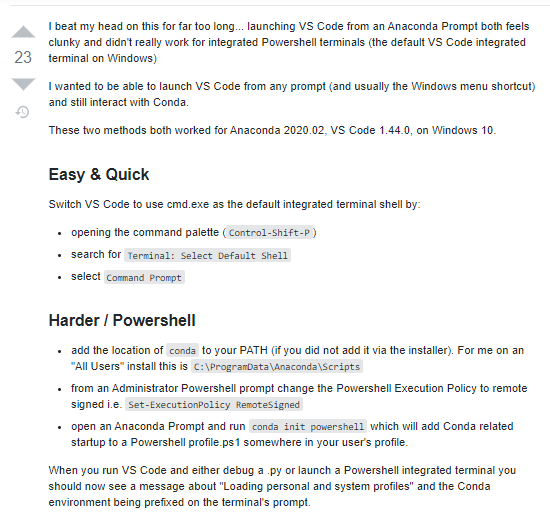 I beat my head on this for far too long... launching VS Code from an Anaconda Prompt both feels
clunky and didn't really work for integrated Powershell terminals (the default VS Code integrated
23
terminal on Windows)
I wanted to be able to launch VS Code from any prompt (and usually the Windows menu shortcut)
and still interact with Conda.
These two methods both worked for Anaconda 2020.02, VS Code 1.44.0, on Windows 10.
Easy & Quick
Switch VS Code to use cmd.exe as the default integrated terminal shell by:
• opening the command palette ( Control-Shift-P )
• search for Terminal: Select Default Shell
• select Command Prompt
Harder / Powershell
• add the location of conda to your PATH (if you did not add it via the installer). For me on an
"All Users" install this is C:\ProgramData\Anaconda\Scripts
• from an Administrator Powershell prompt change the Powershell Execution Policy to remote
signed i.e. Set-ExecutionPolicy RemoteSigned
• open an Anaconda Prompt and run conda init powershell which will add Conda related
startup to a Powershell profile.ps1 somewhere in your user's profile.
When you run VS Code and either debug a .py or launch a Powershell integrated terminal you
should now see a message about "Loading personal and system profiles" and the Conda
environment being prefixed on the terminal's prompt.